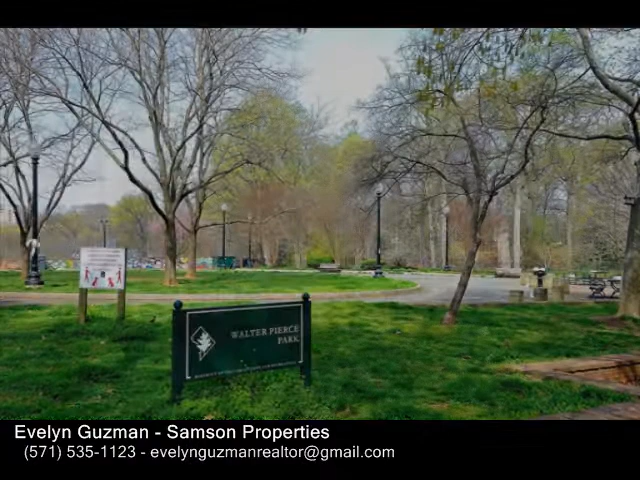 WALTER PIERCE
PARK
Evelyn Guzman - Samson Properties
(571) 535-1123 - evelynguzmanrealtor@gmail.com